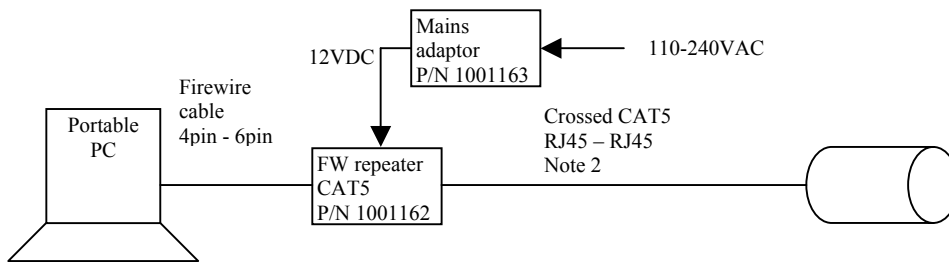 Mains
adaptor
P/N 1001163
12VDC
110-240VAC
Firewire
cable
4pin - 6pin
Portable
PC
Crossed CAT5
RJ45 – RJ45
Note 2
FW repeater
CAT5
P/N 1001162